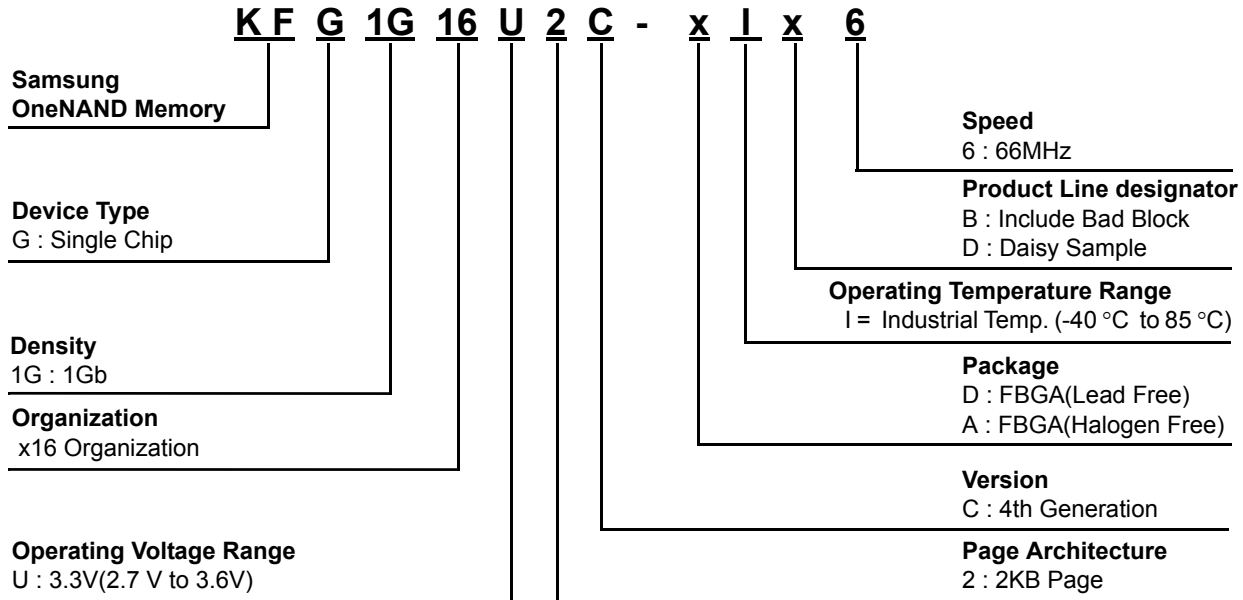 K F G 1G 16 U 2 C - x I x 6
Samsung
OneNAND Memory
Device Type
G : Single Chip
Density
1G : 1Gb
Organization
x16 Organization
Operating Voltage Range
U : 3.3V(2.7 V to 3.6V)
Speed
6 : 66MHz
Product Line designator
B : Include Bad Block
D : Daisy Sample
Operating Temperature Range
I = Industrial Temp. (-40 °C to 85 °C)
Package
D : FBGA(Lead Free)
A : FBGA(Halogen Free)
Version
C : 4th Generation
Page Architecture
2 : 2KB Page